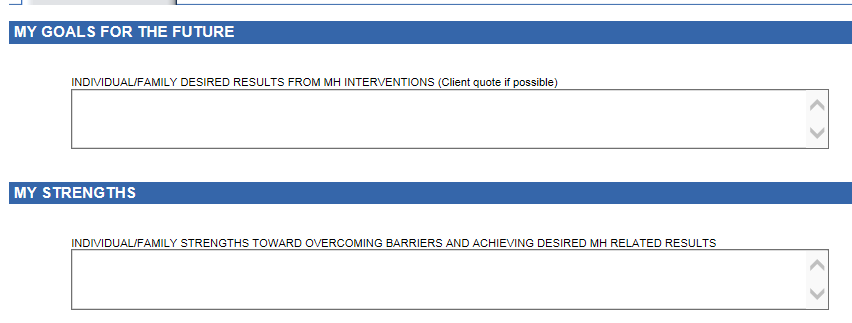 MY GOALS FOR THE FUTURE
INDIVIDUAL/FAMILY DESIRED RESULTS FROM MH INTERVENTIONS (Client quote if possible)
MY STRENGTHS
INDIVIDUAL/FAMILY STRENGTHS TOWARD OVERCOMING BARRIERS AND ACHIEVING DESIRED MH RELATED RESULTS